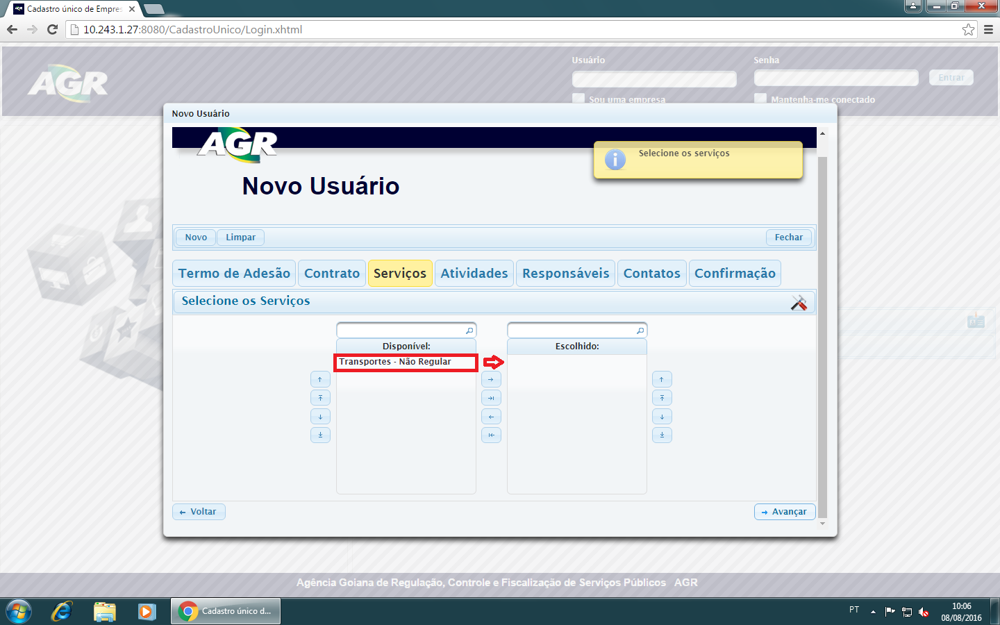 Cadastro único de Empres
10.243.1.27:8080/CadastroUnico/Login.xhtml
AGR
Usuário
Senha
Entrar
Sou uma empresa
Mantenha-me conectado
Novo Usuário
AGR
Selecione os serviços
Novo Usuário
Novo
Limpar
Fechar
Termo de Adesão
Contrato
Serviços
Atividades
Responsáveis
Contatos
Confirmação
Selecione os Serviços
Disponível:
Escolhido:
Transportes - Não Regular
Voltar
Avançar
Agência Goiana de Regulação, Controle e Fiscalização de Serviços Públicos AGR
Cadastro único d...
PT
10:06
08/08/2016